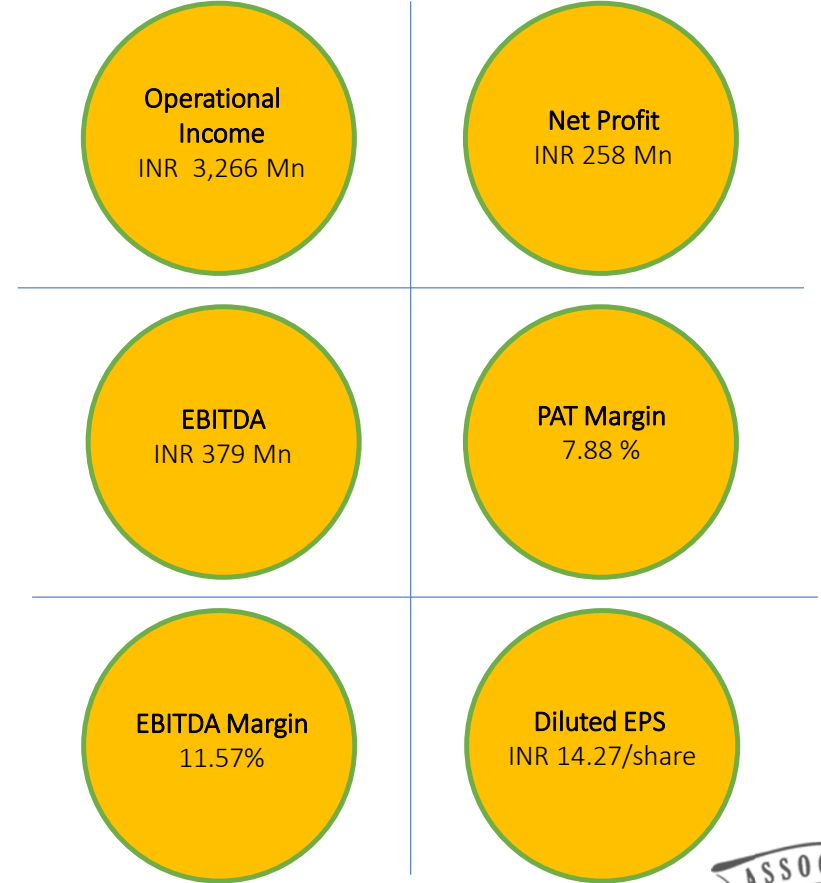 Operational
Income
INR 3,266 Mn
Net Profit
INR 258 Mn
EBITDA
INR 379 Mn
PAT Margin
7.88 %
EBITDA Margin
11.57%
Diluted EPS
INR 14.27/share